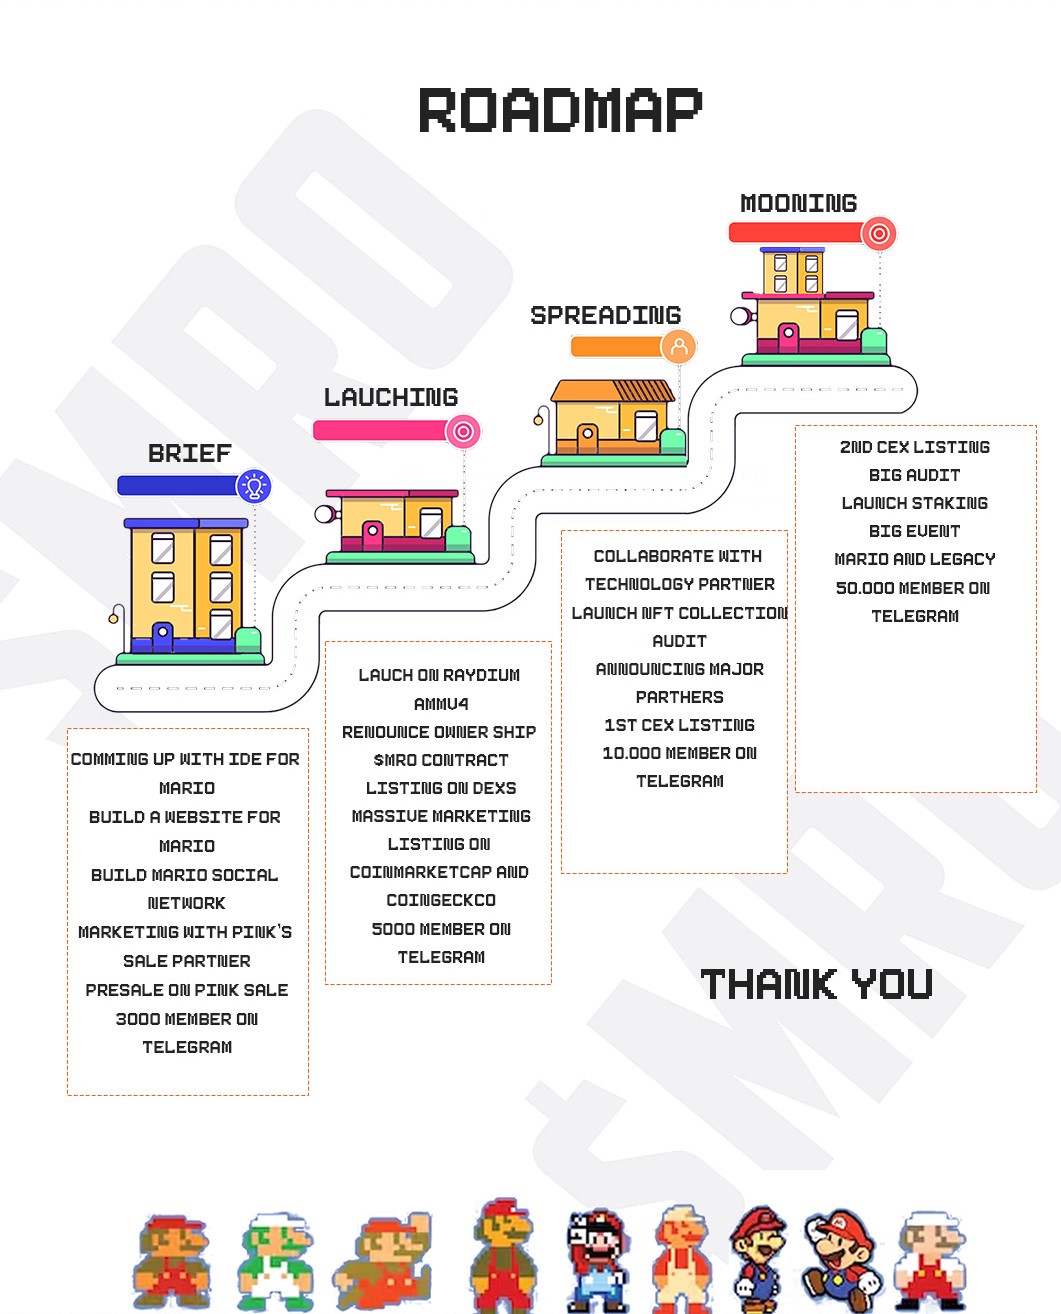 ROADMAP
MOONING
SPREADING
LAUCHING
BRIEF
COMMING UP WITH IDE FOR
MARIO
BUILD A WEBSITE FOR
MARIO
BUILD MARIO SOCIAL
NETWORK
MARKETING WITH PINK'S
SALE PARTNER
PRESALE ON PINK SALE
3000 MEMBER ON
TELEGRAM
LAUCH ON RAYDIUM
AMMV4
RENOUNCE OWNER SHIP
$MRO CONTRACT
LISTING ON DEXS
MASSIVE MARKETING
LISTING ON
COINMARKETCAP AND
COINGECKCO
5000 MEMBER ON
TELEGRAM
COLLABORATE WITH
TECHNOLOGY PARTNER
LAUNCH NFT COLLECTION
AUDIT
ANNOUNCING MAJOR
PARTHERS
1ST CEX LISTING
10.000 MEMBER ON
TELEGRAM
2ND CEX LISTING
BIG AUDIT
LAUNCH STAKING
BIG EVENT
MARIO AND LEGACY
50.000 MEMBER ON
TELEGRAM
THANK YOU
$MRO
$MRO